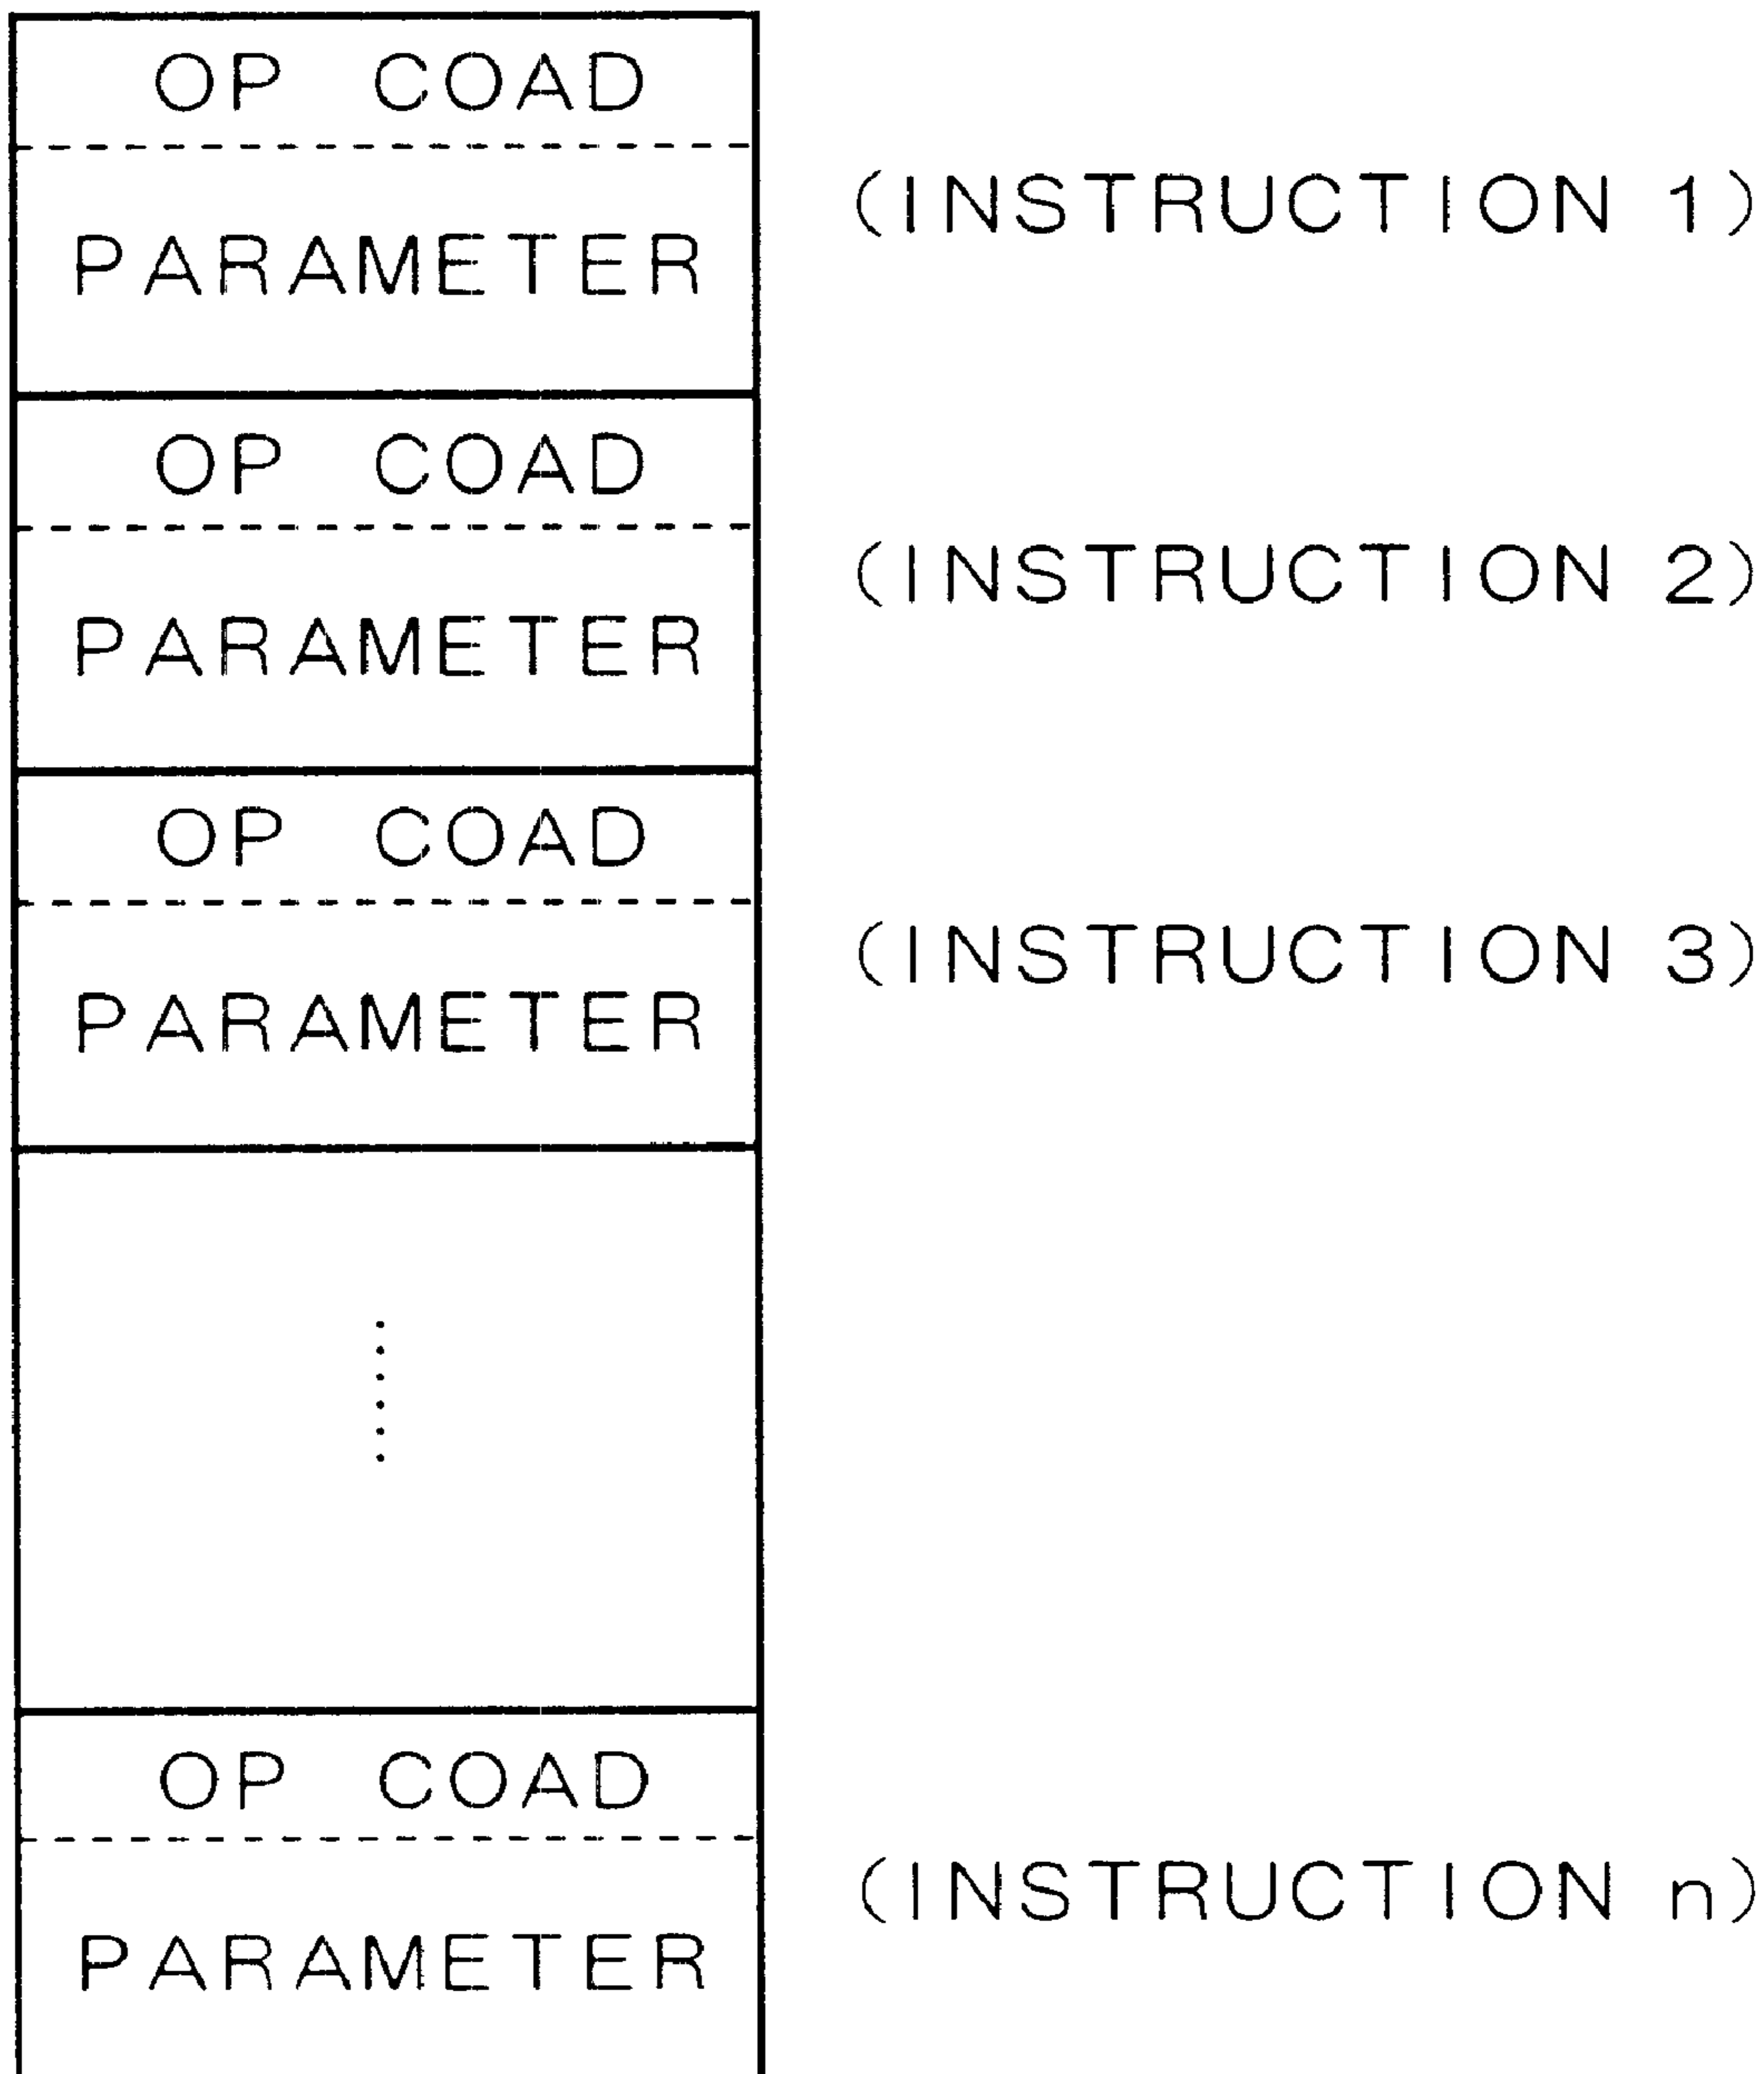 OP COAD
(INSTRUCTION 1)
PARAMETER
OP COAD
(INSTRUCTION 2)
PARAMETER
OP COAD
(INSTRUCTION 3)
PARAMETER
OP COAD
(INSTRUCTION n)
PARAMETER